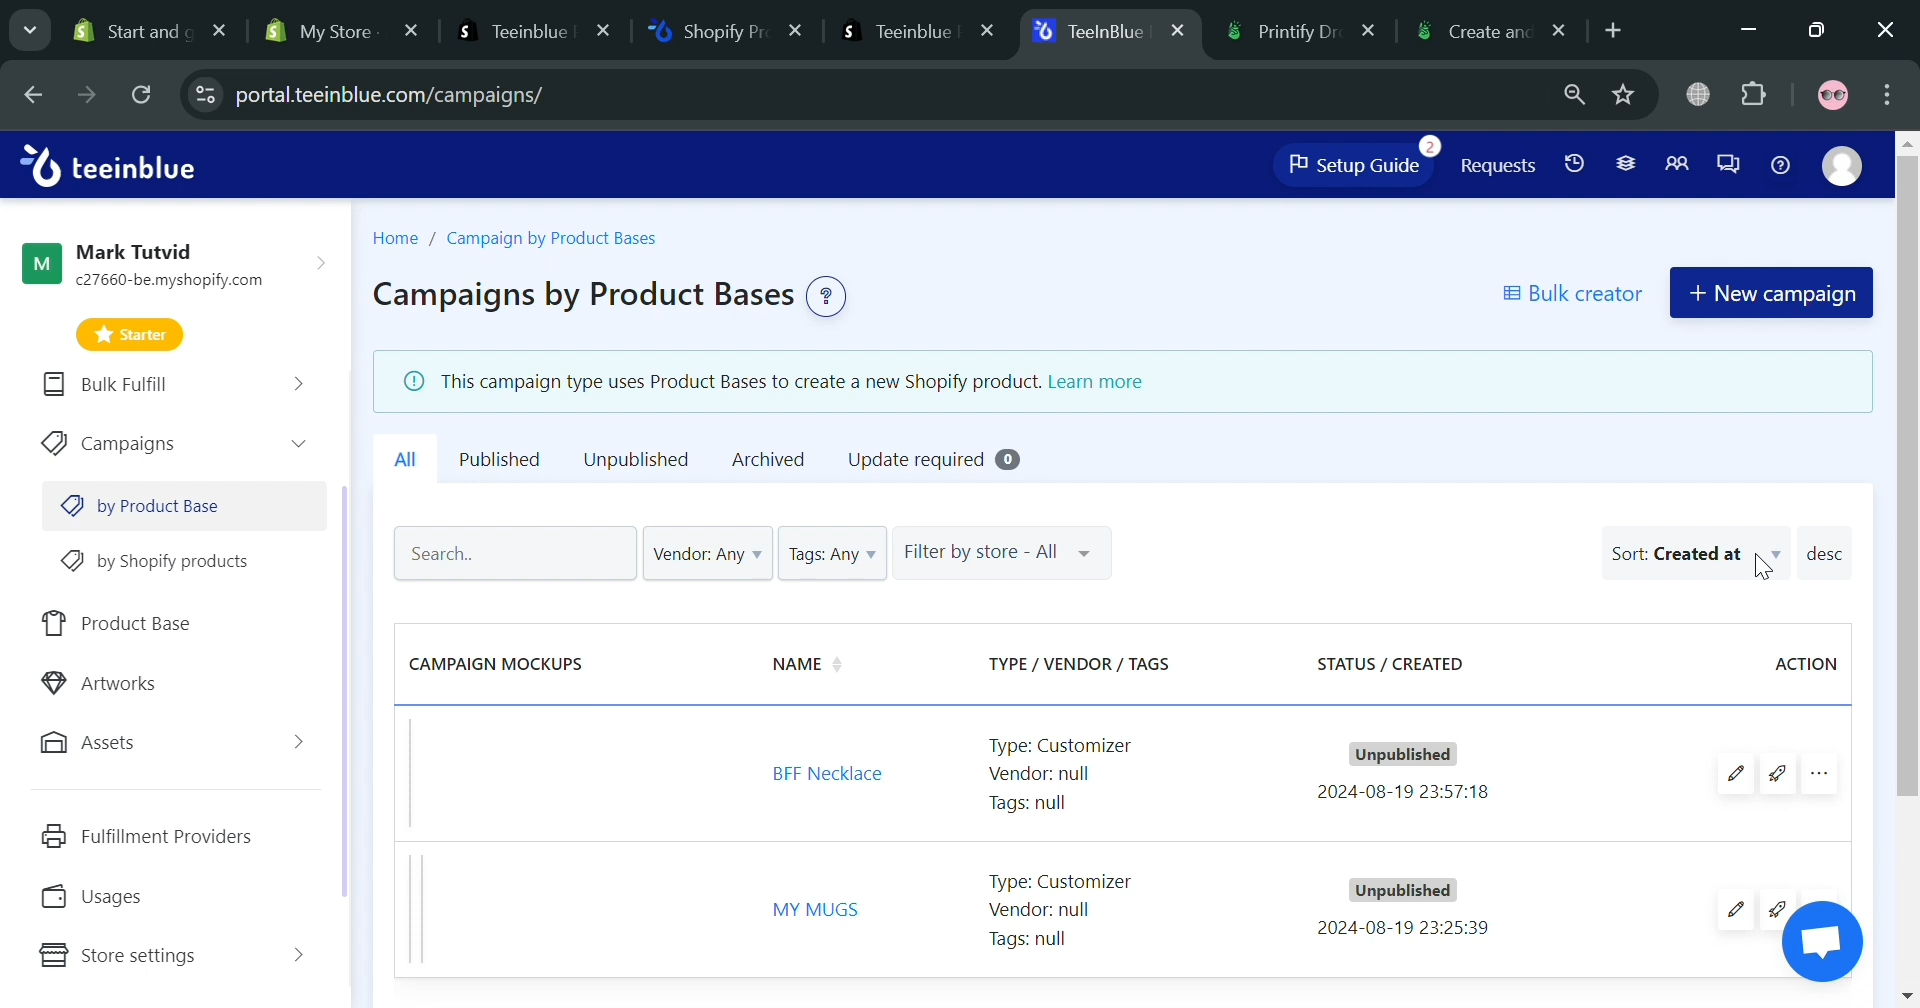 Start and g
My Store -
Teeinblue
Shopify Pr
Teeinblue
TeeInBlue
Printify Dr
Create and
portal.teeinblue.com/campaigns/
teeinblue
Setup Guide
2
Requests
M
Mark Tutvid
c27660-be.myshopify.com
Starter
Bulk Fulfill
Campaigns
by Product Base
by Shopify products
Product Base
Artworks
Assets
Fulfillment Providers
Usages
Store settings
Home / Campaign by Product Bases
Campaigns by Product Bases ?
Bulk creator
+ New campaign
This campaign type uses Product Bases to create a new Shopify product. Learn more
All Published Unpublished Archived Update required 0
Search.. Vendor: Any Tags: Any Filter by store - All Sort: Created at desc
CAMPAIGN MOCKUPS NAME TYPE / VENDOR / TAGS STATUS / CREATED ACTION
BFF Necklace
Type: Customizer
Vendor: null
Tags: null
Unpublished
2024-08-19 23:57:18
...
MY MUGS
Type: Customizer
Vendor: null
Tags: null
Unpublished
2024-08-19 23:25:39